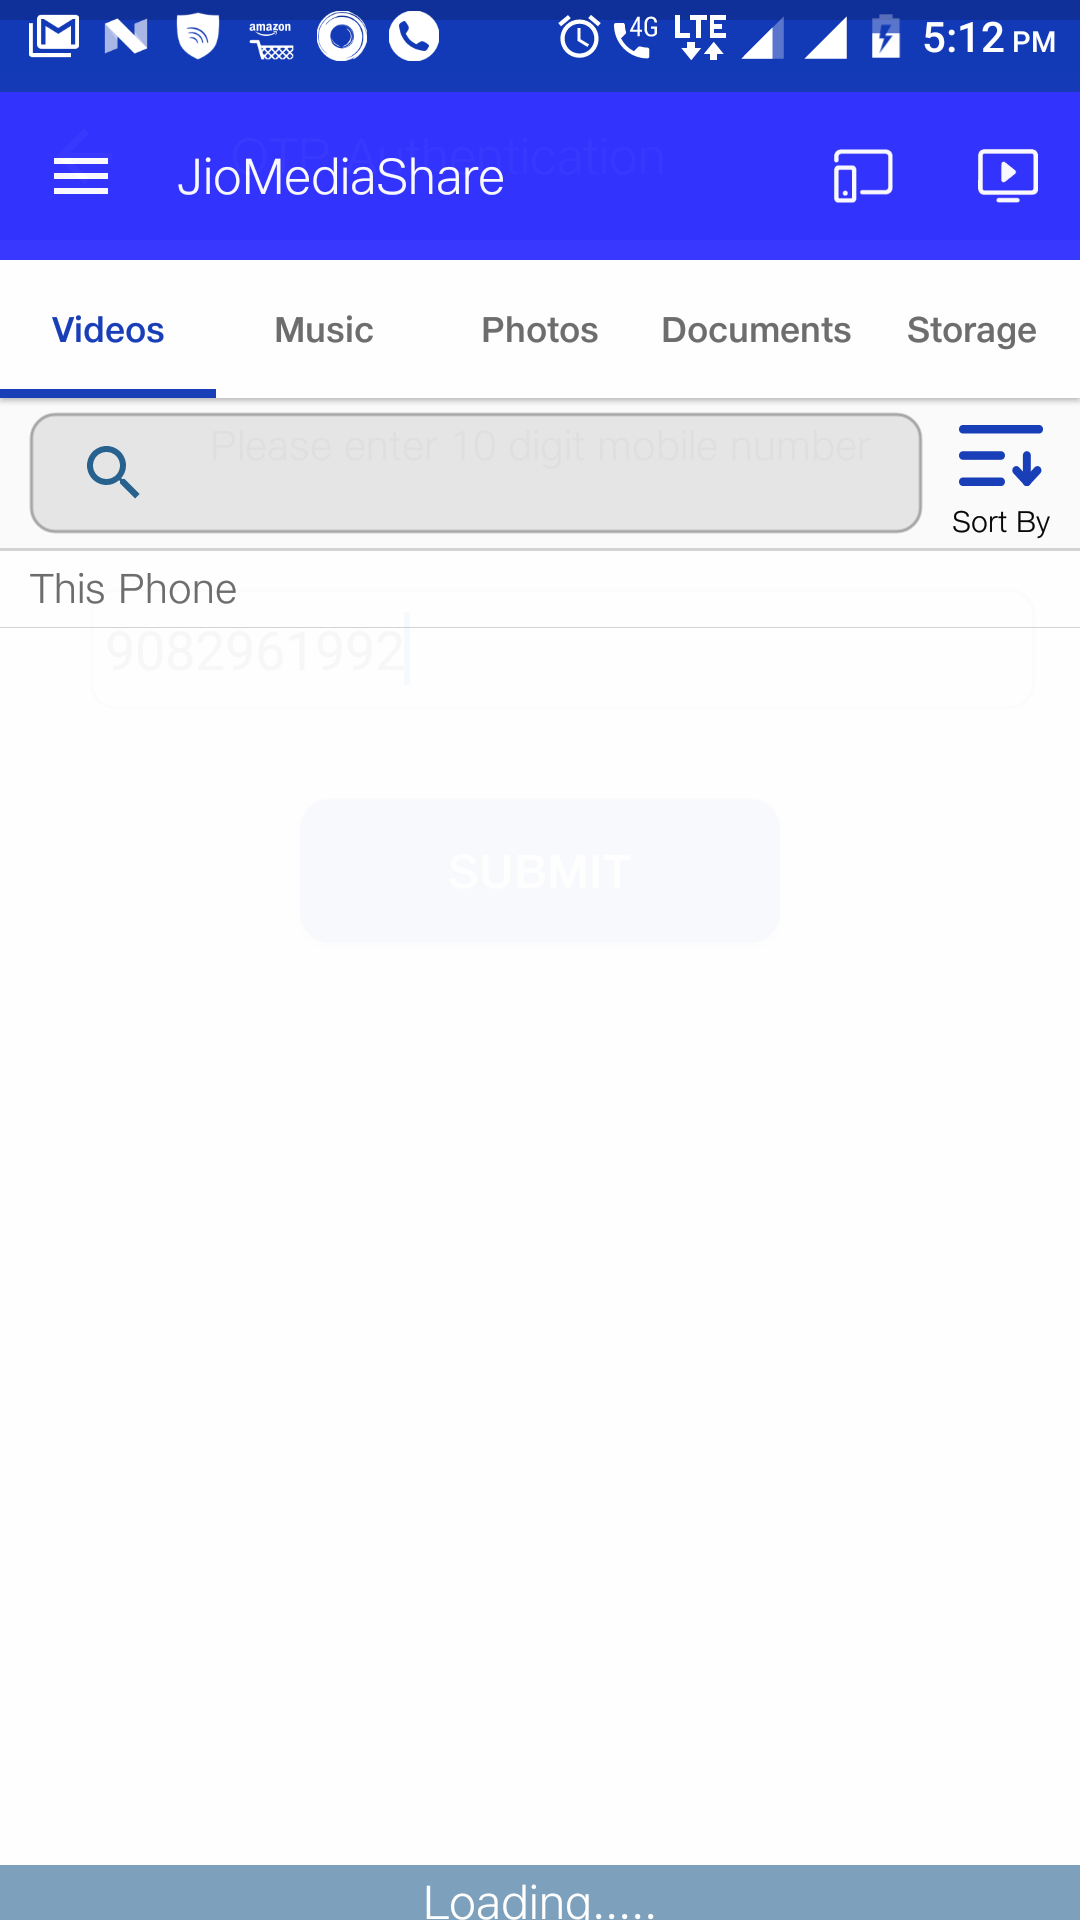 amazon 4G LTE 5:12 PM
OTP Authentication
JioMediaShare
Videos Music Photos Documents Storage
Please enter 10 digit mobile number
Sort By
This Phone
9082961992
SUBMIT
Loading.....